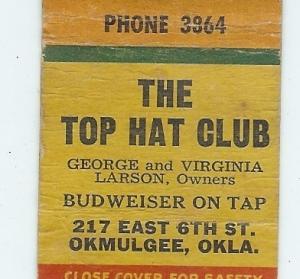 PHONE 3964
THE
TOP HAT CLUB
GEORGE and VIRGINIA
LARSON, Owners
BUDWEISER ON TAP
217 EAST 6TH ST.
OKMULGEE, OKLA.
CLOSE COVER FOR SAFETY